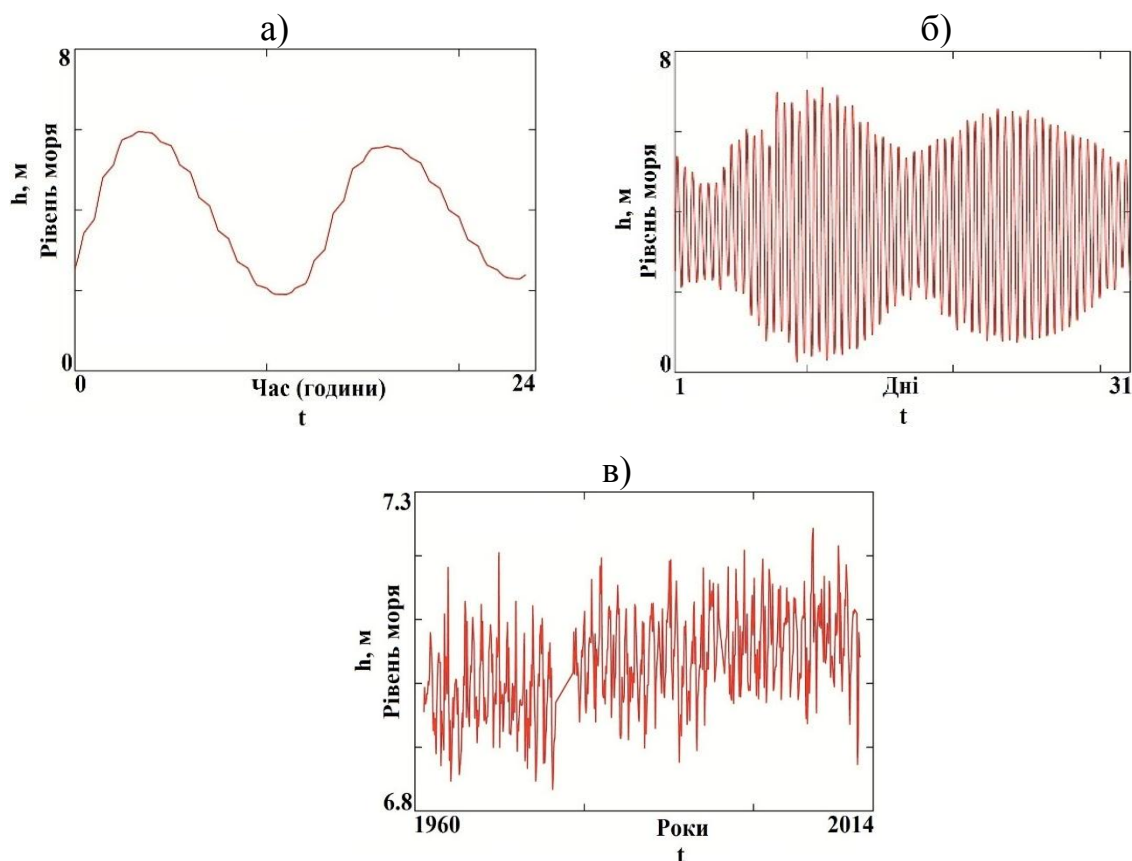 а)
8
h, м
Рівень моря
0
0
Час (години)
24
t
б)
8
h, м
Рівень моря
0
1
Дні
31
t
в)
7.3
h, м
Рівень моря
6.8
1960
Роки
2014
t